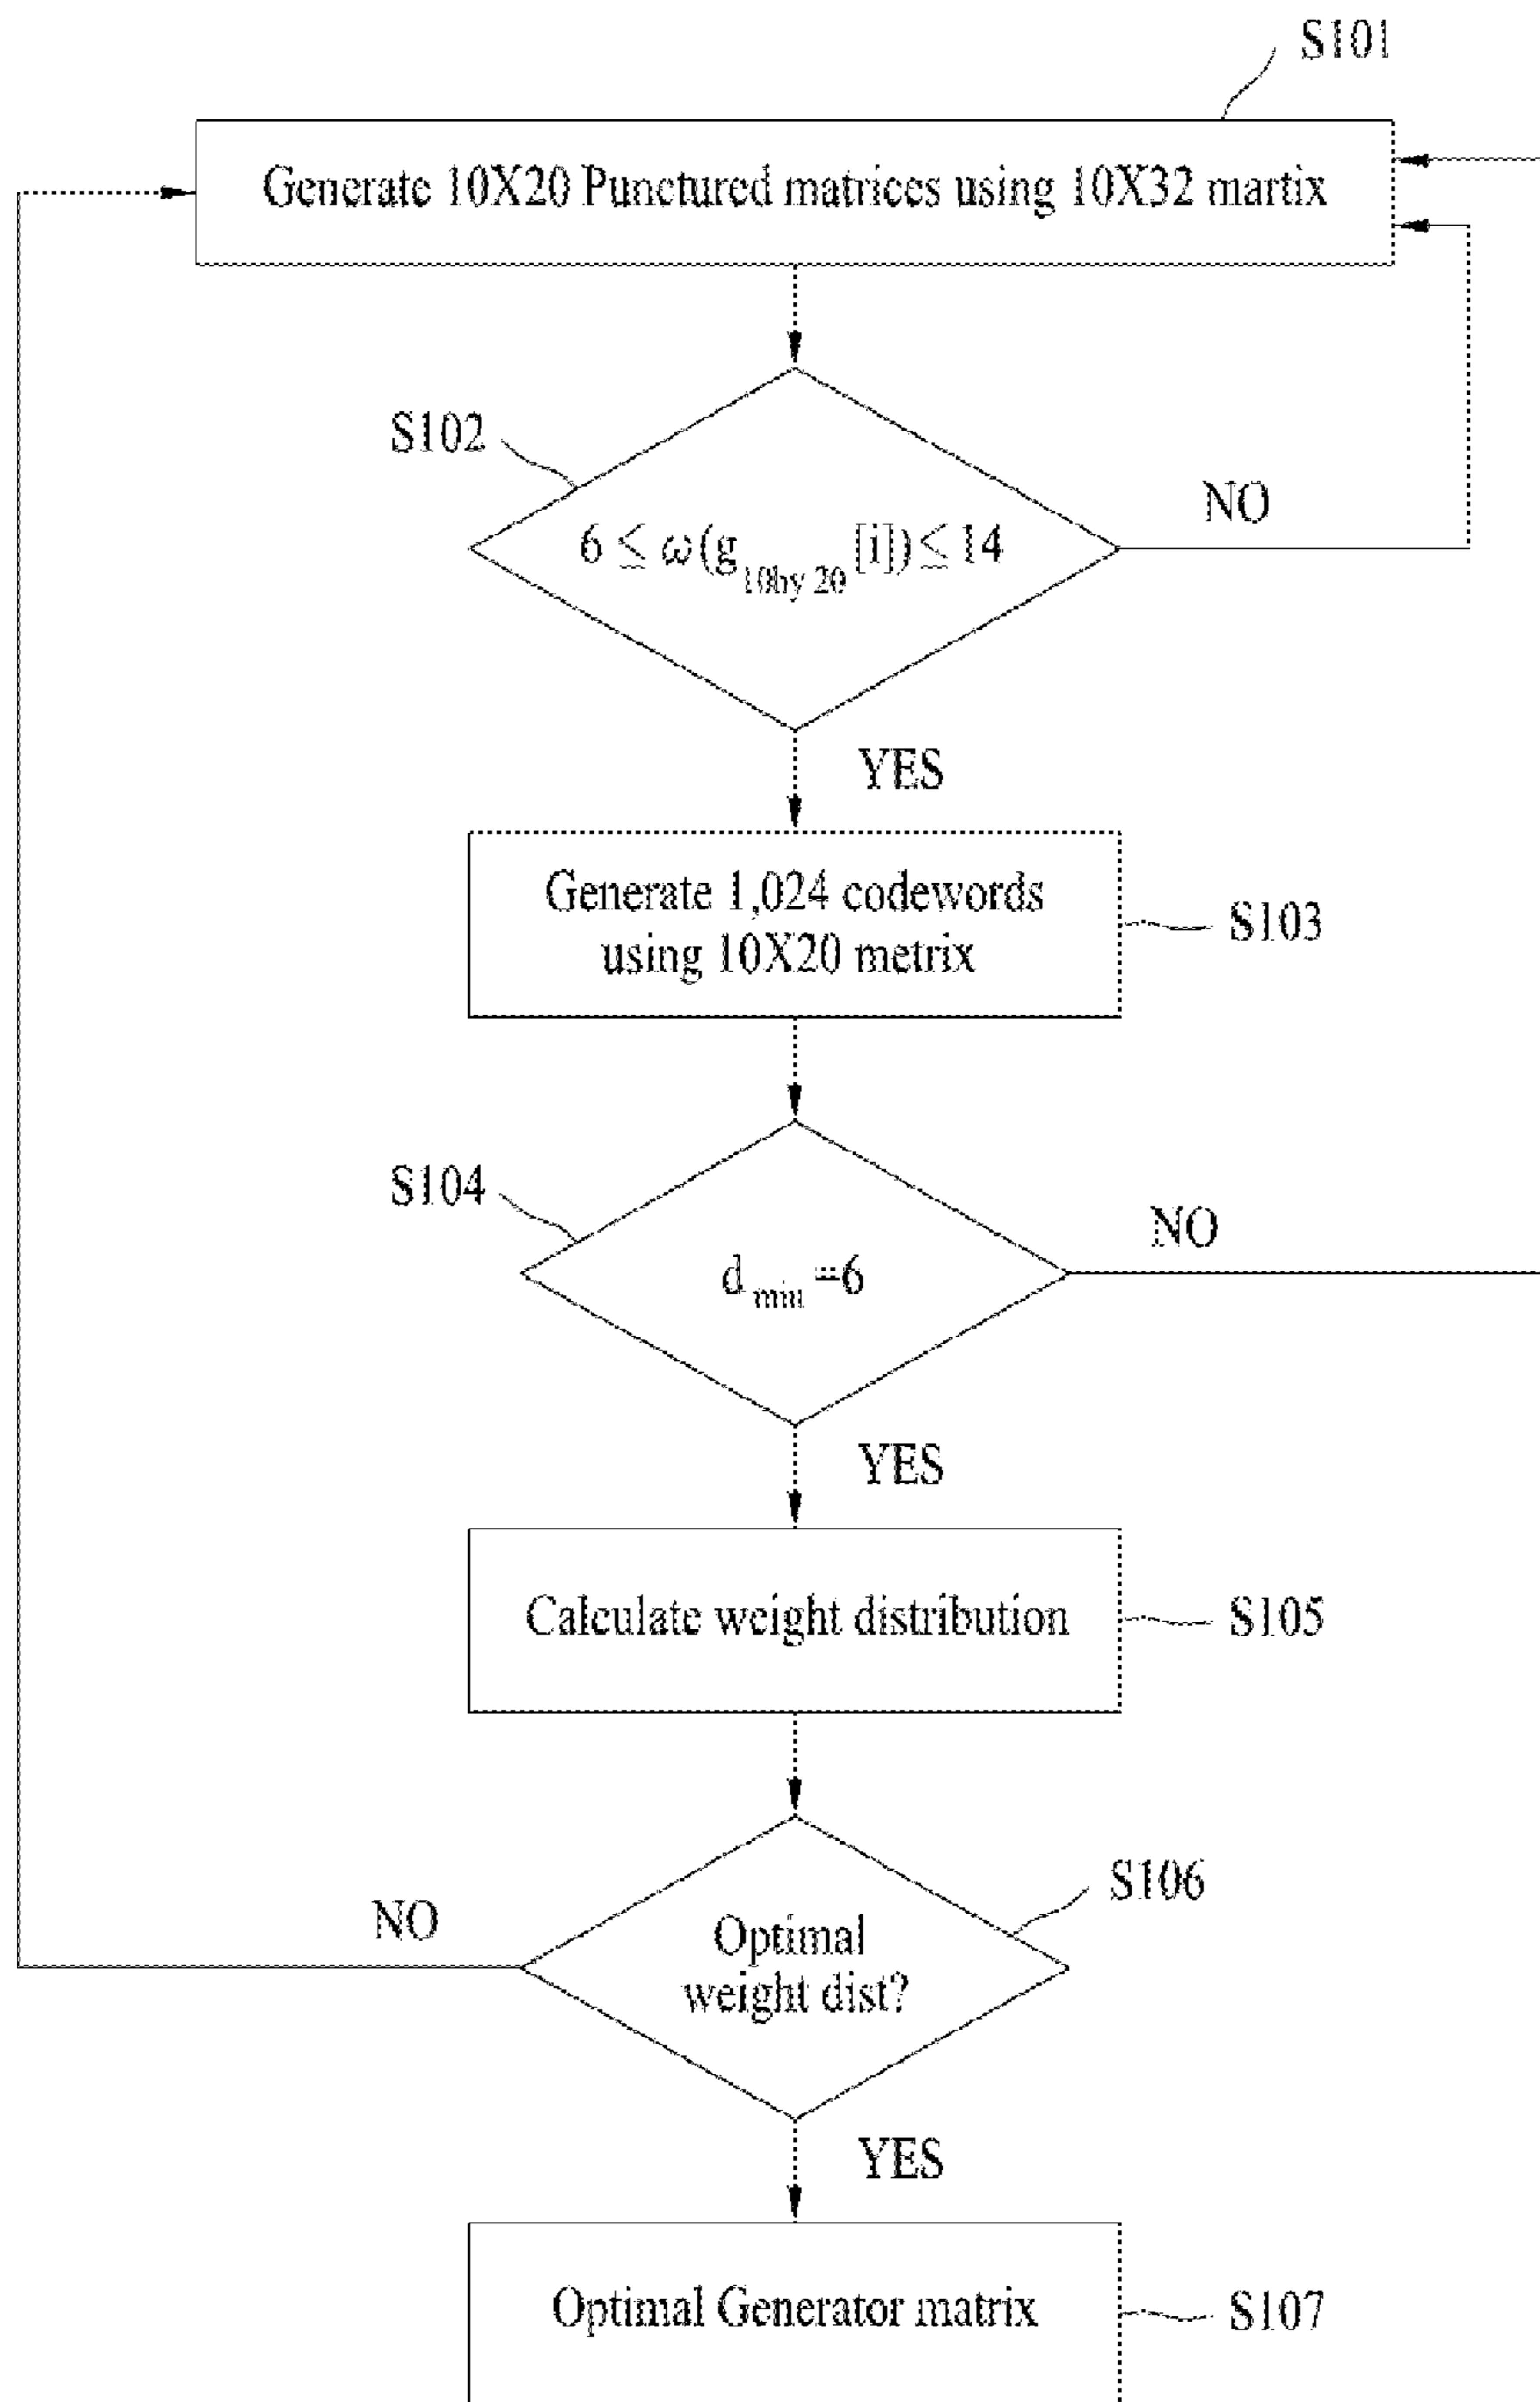 S101
Generate 10X20 Punctured matrices using 10X32 martix
S102
6 ≤ ω(g10by 20[i]) ≤ 14
NO
YES
Generate 1,024 codewords
using 10X20 metrix
S103
S104
dmin=6
NO
YES
Calculate weight distribution
S105
S106
NO
Optimal
weight dist?
YES
Optimal Generator matrix
S107